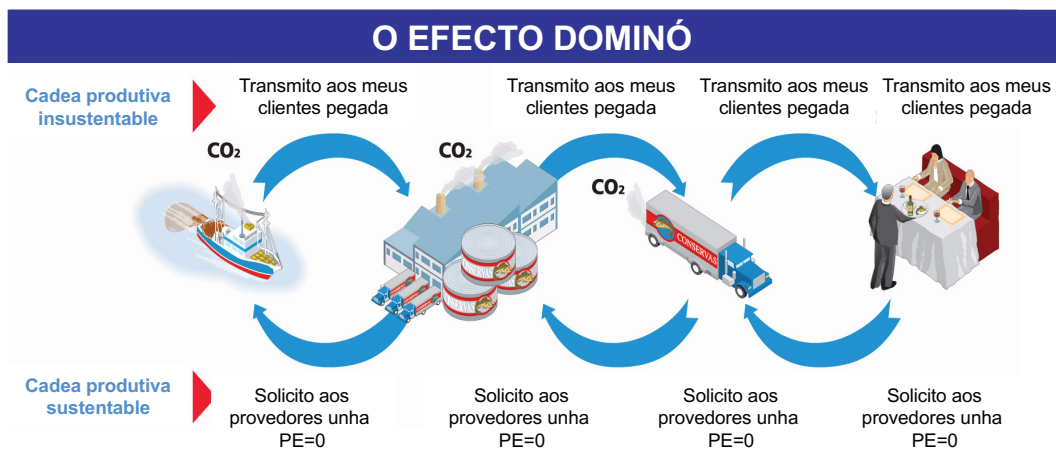 O EFECTO DOMINÓ
Cadea produtiva
insustentable
Transmito aos meus
clientes pegada
Transmito aos meus
clientes pegada
Transmito aos meus
clientes pegada
Transmito aos meus
clientes pegada
CO₂
CO₂
CO₂
CONSERVAS
Cadea produtiva
sustentable
Solicito aos
provedores unha
PE=0
Solicito aos
provedores unha
PE=0
Solicito aos
provedores unha
PE=0
Solicito aos
provedores unha
PE=0